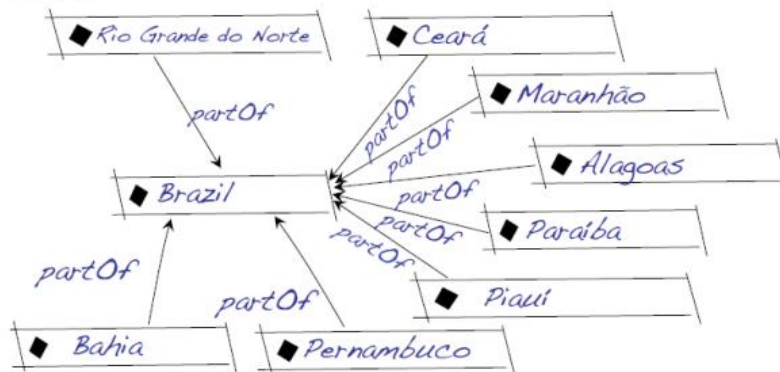 Rio Grande do Norte
Ceará
Maranhão
partOf
partOf
partOf
Alagoas
Brazil
partOf
partOf
Paraíba
partOf
partOf
partOf
Piauí
Bahia
Pernambuco